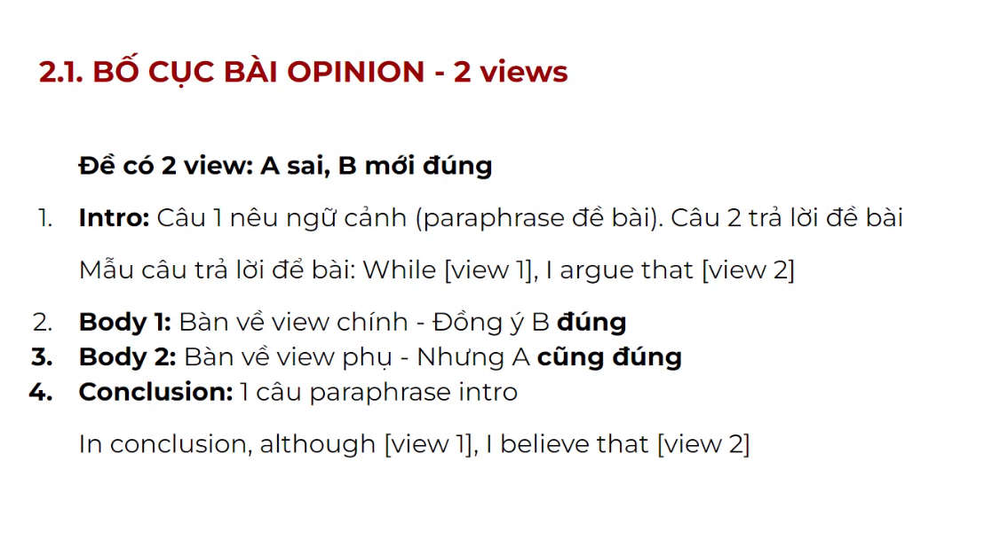 2.1. BỐ CỤC BÀI OPINION - 2 views
Đề có 2 view: A sai, B mới đúng
1. Intro: Câu 1 nêu ngữ cảnh (paraphrase đề bài). Câu 2 trả lời đề bài
Mẫu câu trả lời để bài: While [view 1], I argue that [view 2]
2. Body 1: Bàn về view chính - Đồng ý B đúng
3. Body 2: Bàn về view phụ - Nhưng A cũng đúng
4. Conclusion: 1 câu paraphrase intro
In conclusion, although [view 1], I believe that [view 2]